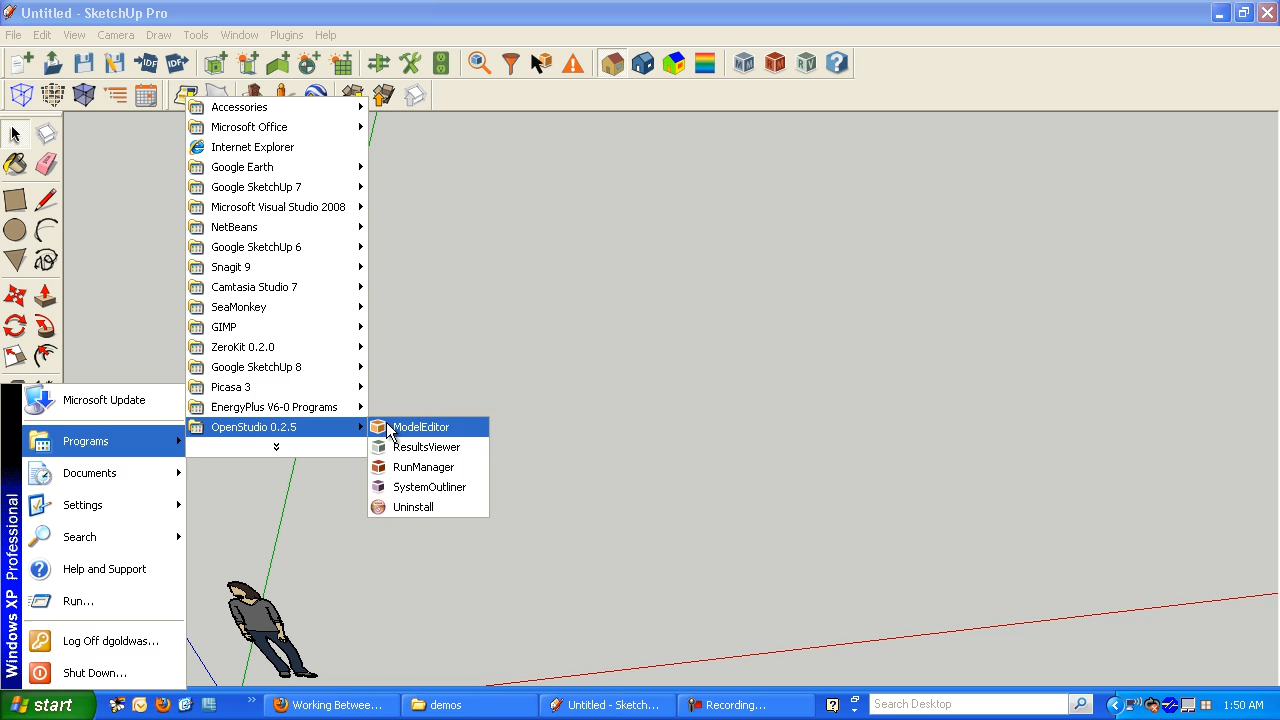 Untitled - SketchUp Pro
File Edit View Camera Draw Tools Window Plugins Help
Accessories
Microsoft Office
Internet Explorer
Google Earth
Google SketchUp 7
Microsoft Visual Studio 2008
NetBeans
Google SketchUp 6
Snagit 9
Camtasia Studio 7
SeaMonkey
GIMP
ZeroKit 0.2.0
Google SketchUp 8
Picasa 3
EnergyPlus V6-0 Programs
OpenStudio 0.2.5
ModelEditor
ResultsViewer
RunManager
SystemOutliner
Uninstall
Microsoft Update
Programs
Documents
Settings
Search
Help and Support
Run...
Log Off dgoldwas...
Shut Down...
Windows XP Professional
start
Working Betwee...
demos
Untitled - Sketch...
Recording...
Search Desktop
1:50 AM